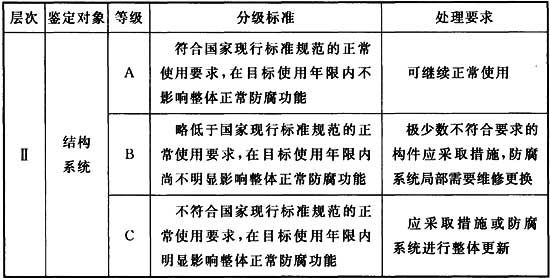 层次 鉴定对象 等级 分级标准 处理要求
Ⅱ
结构
系统
A
符合国家现行标准规范的正常
使用要求，在目标使用年限内不
影响整体正常防腐功能
可继续正常使用
B
略低于国家现行标准规范的正
常使用要求，在目标使用年限内
尚不明显影响整体正常防腐功能
极少数不符合要求的
构件应采取措施，防腐
系统局部需要维修更换
C
不符合国家现行标准规范的正
常使用要求，在目标使用年限内
明显影响整体正常防腐功能
应采取措施或防腐
系统进行整体更新